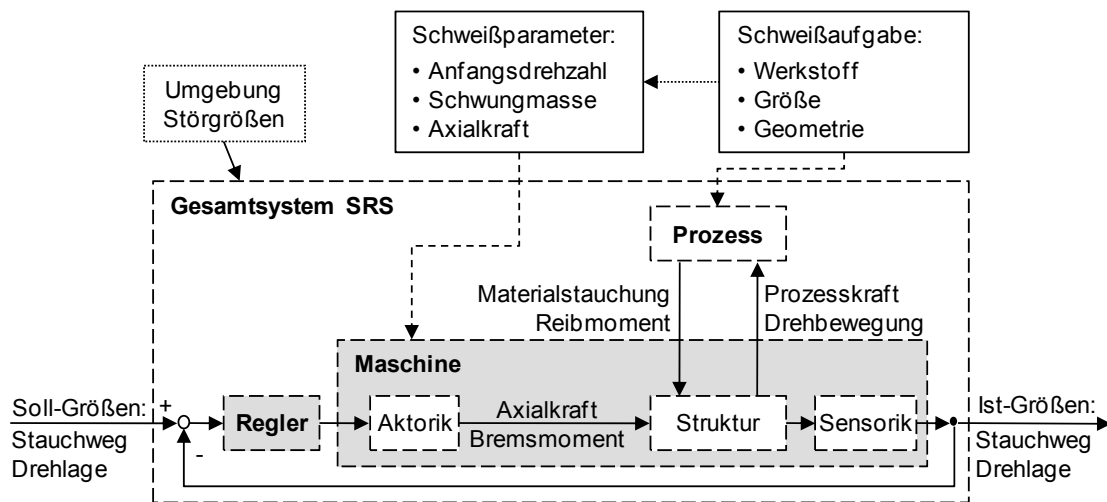 Schweißparameter:
• Anfangsdrehzahl
• Schwungmasse
• Axialkraft
Schweißaufgabe:
• Werkstoff
• Größe
• Geometrie
Umgebung
Störgrößen
Gesamtsystem SRS
Prozess
Materialstauchung
Reibmoment
Prozesskraft
Drehbewegung
Maschine
Soll-Größen:
Stauchweg
Drehlage
+
-
Regler
Aktorik
Axialkraft
Bremsmoment
Struktur
Sensorik
Ist-Größen:
Stauchweg
Drehlage